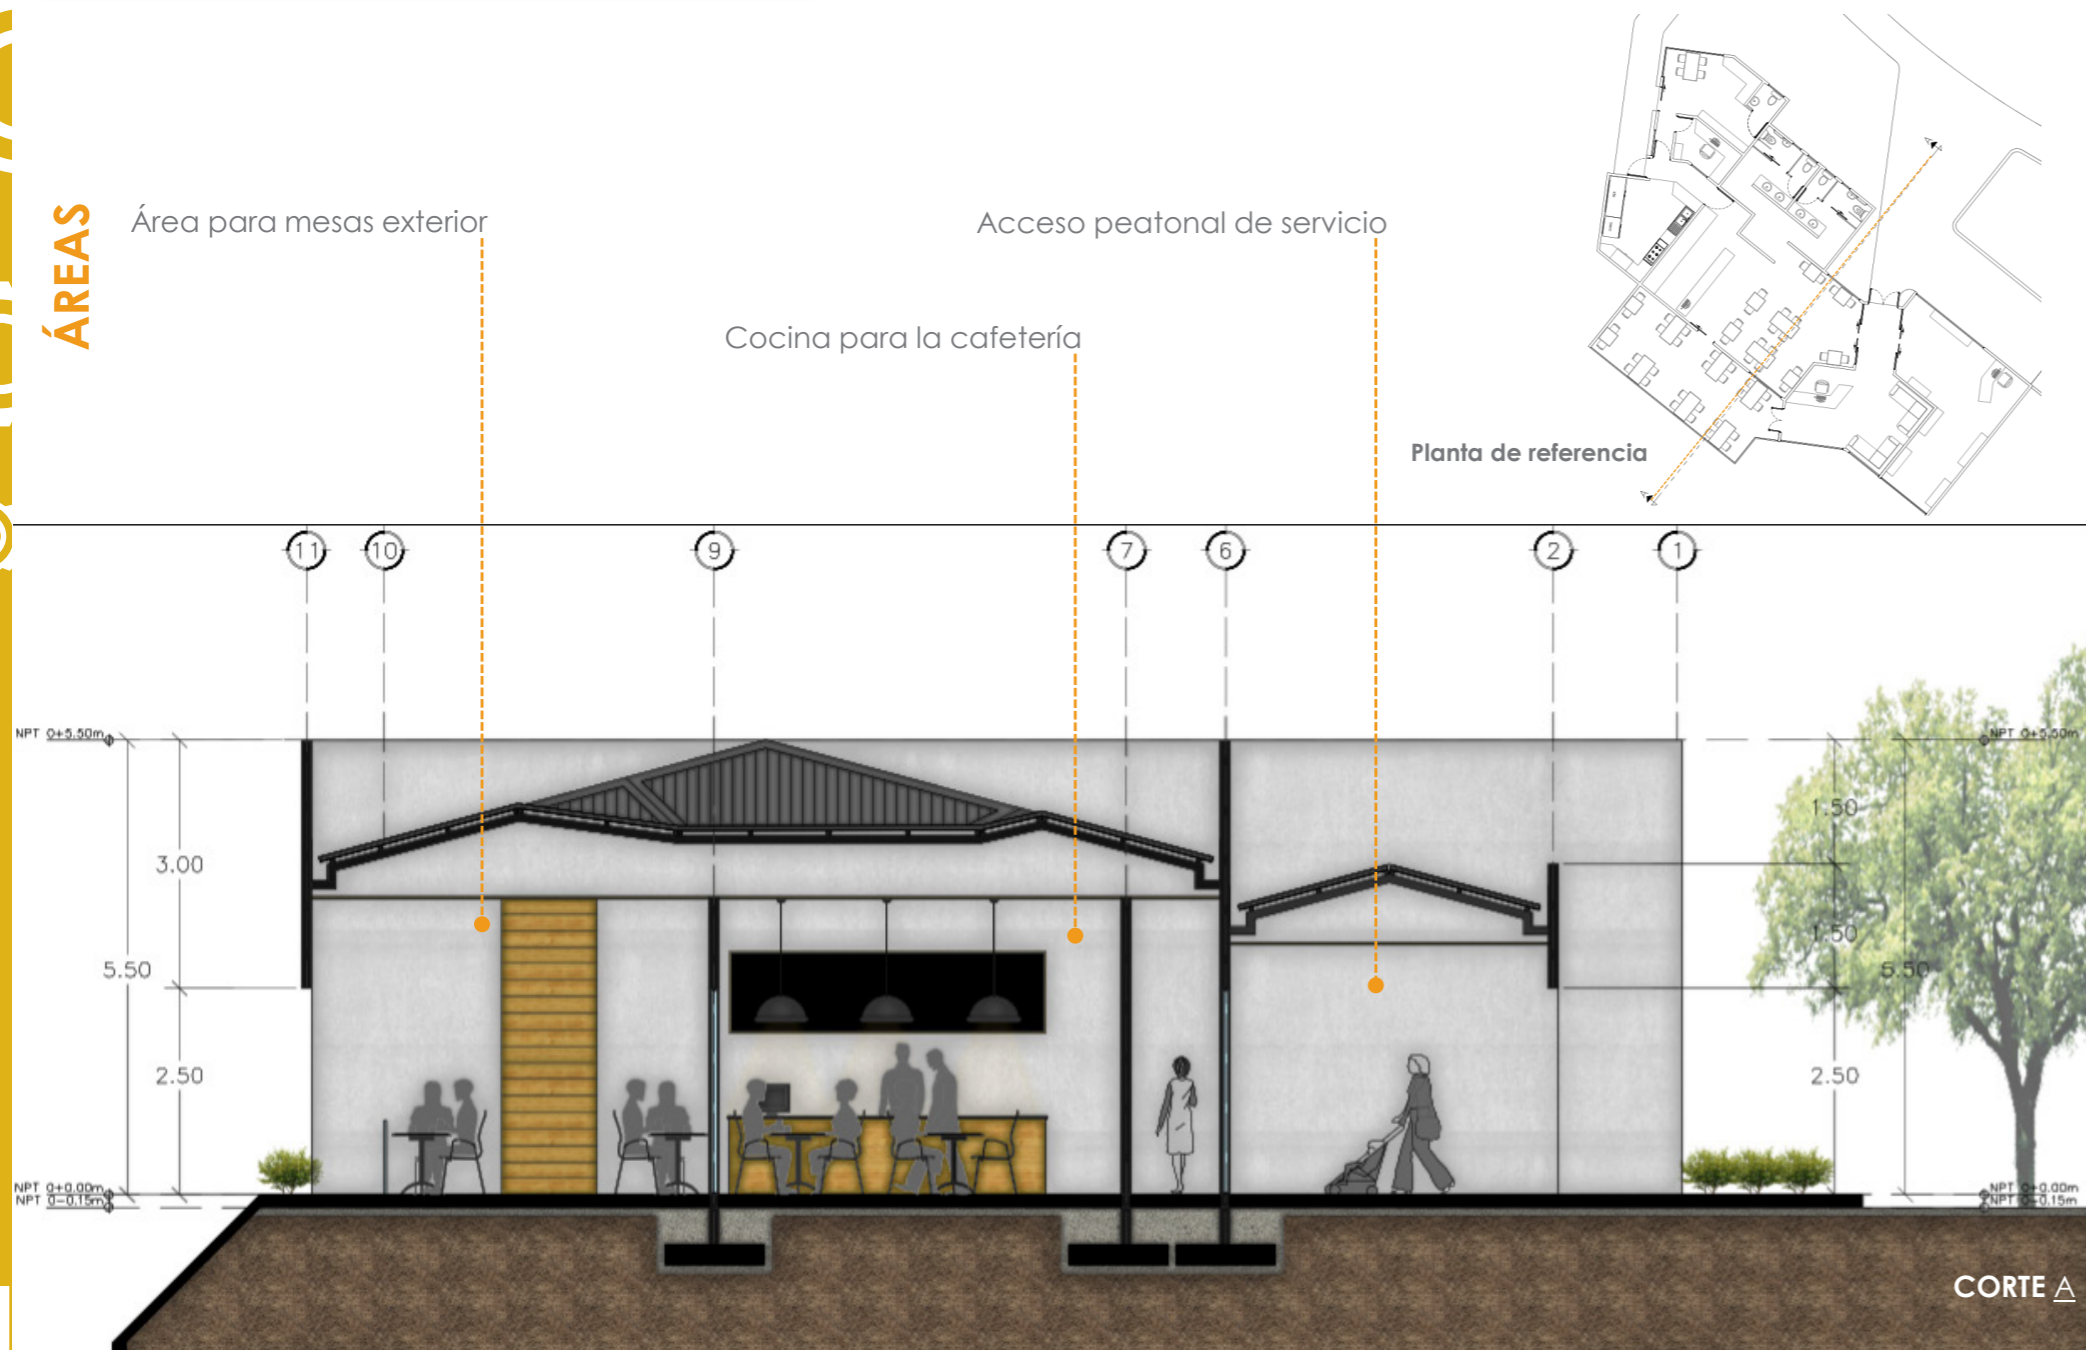 ÁREAS
Área para mesas exterior
Acceso peatonal de servicio
Cocina para la cafetería
Planta de referencia
11 10 9 7 6 2 1
NPT 0+5.50m
NPT 0+5.50m
1.50
3.00
1.50
5.50
5.50
2.50
2.50
NPT 0+0.00m
NPT 0-0.15m
NPT 0+0.00m
NPT 0-0.15m
CORTE A